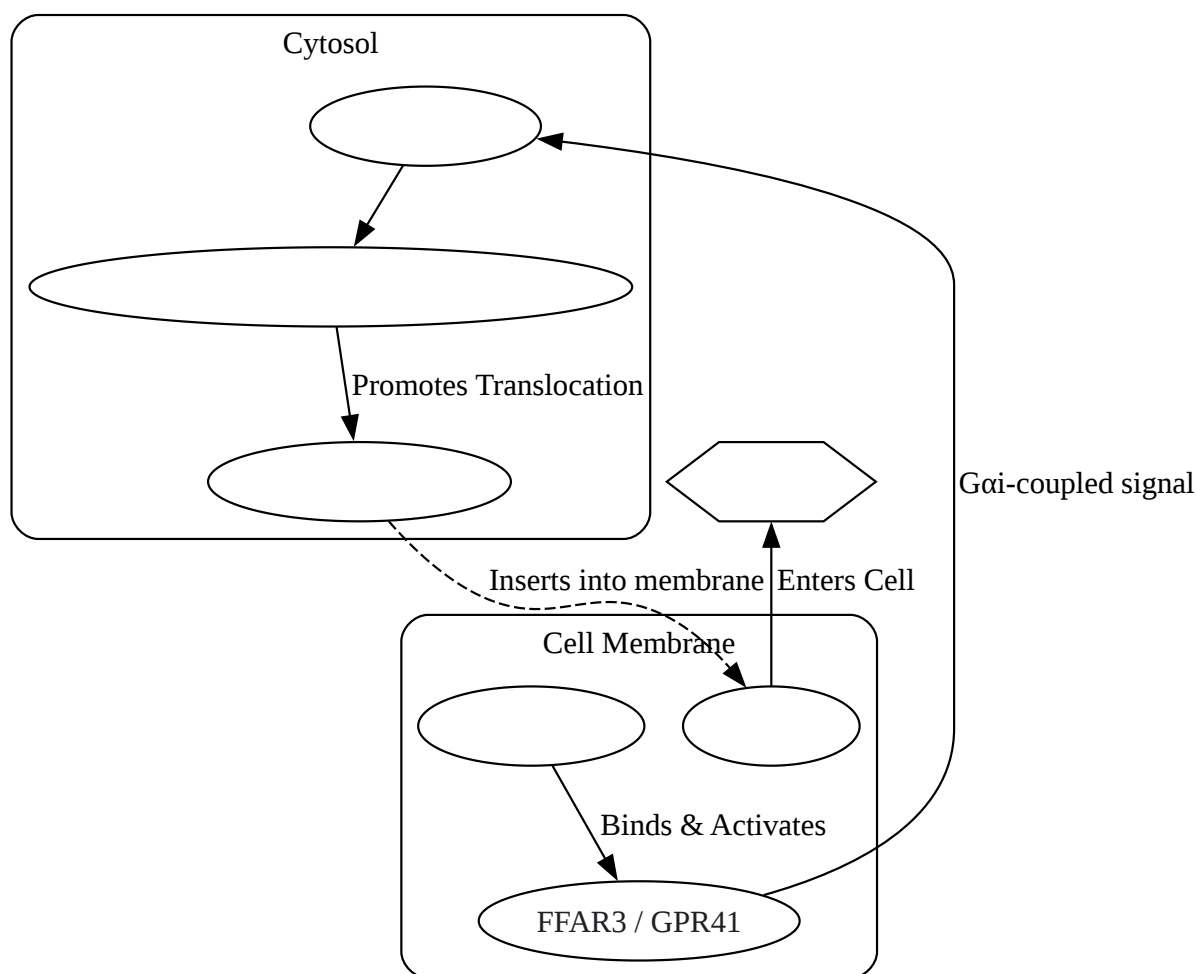 Cytosol
Promotes Translocation
Gαi-coupled signal
Inserts into membrane
Enters Cell
Cell Membrane
Binds & Activates
FFAR3 / GPR41